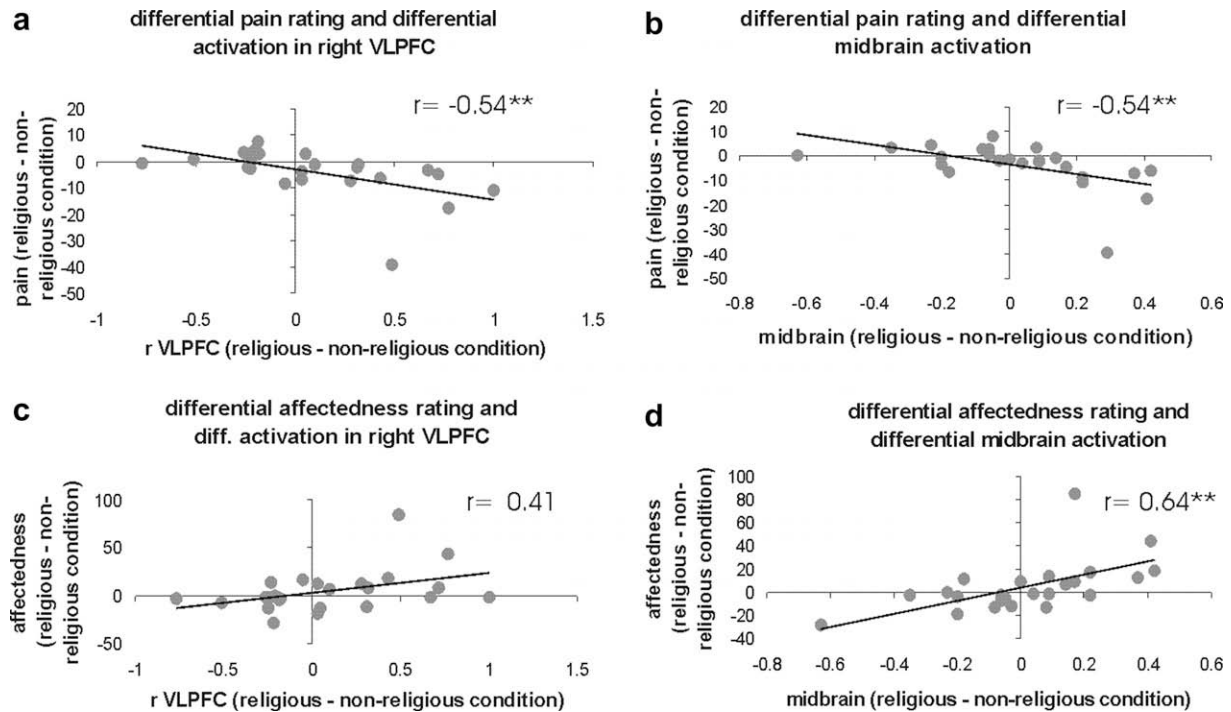 a
differential pain rating and differential
activation in right VLPFC
r= -0.54**
pain (religious - non-
religious condition)
20
10
0
-10
-20
-30
-40
-50
-1
-0.5
0
0.5
1
1.5
r VLPFC (religious - non-religious condition)
b
differential pain rating and differential
midbrain activation
r= -0.54**
pain (religious - non-
religious condition)
20
10
0
-10
-20
-30
-40
-50
-0.8
-0.6
-0.4
-0.2
0
0.2
0.4
0.6
midbrain (religious - non-religious condition)
c
differential affectedness rating and
diff. activation in right VLPFC
r= 0.41
affectedness
(religious - non-
religious condition)
100
50
0
-50
-1
-0.5
0
0.5
1
1.5
r VLPFC (religious - non-religious condition)
d
differential affectedness rating and
differential midbrain activation
r= 0.64**
affectedness
(religious - non-
religious condition)
100
80
60
40
20
0
-20
-40
-0.8
-0.6
-0.4
-0.2
0
0.2
0.4
0.6
midbrain (religious - non-religious condition)